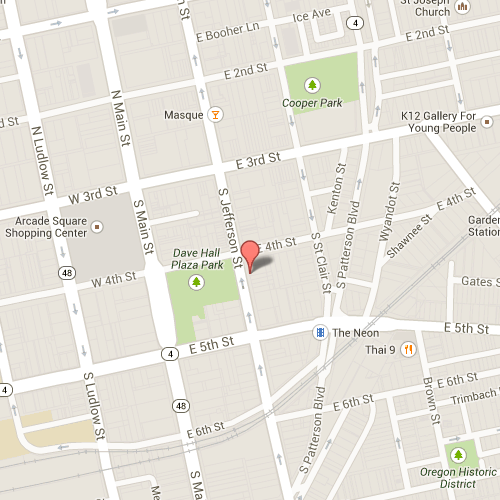 St Joseph
Church
Ice Ave
4
E Booher Ln
E 2nd St
E 2nd St
Cooper Park
Masque
N Main St
K12 Gallery For
Young People
N Ludlow St
E 3rd St
W 3rd St
Kenton St
Wyandot St
E 4th St
S Jefferson St
S Main St
Arcade Square
Shopping Center
Shawnee St
Garden
Station
S St Clair St
S Patterson Blvd
E 4th St
Dave Hall
Plaza Park
48
W 4th St
Gates S
E 5th St
The Neon
E 5th St
4
Thai 9
4
S Ludlow St
48
E 6th St
Brown St
Trimbach
E 6th St
E 6th St
S Patterson Blvd
S Ma
Oregon Historic
District